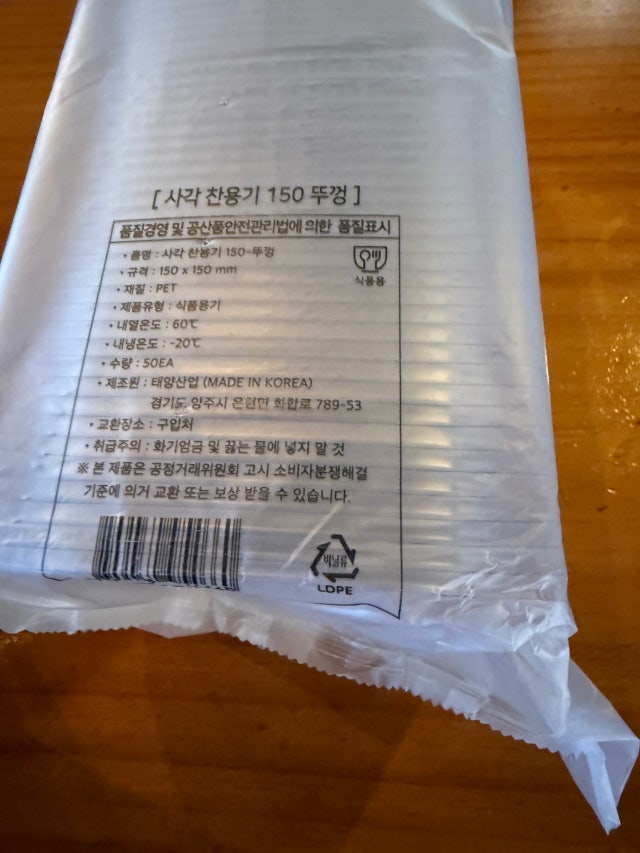 [ 사각 찬용기 150 뚜껑 ]
품질경영 및 공산품안전관리법에 의한 품질표시
• 품명 : 사각 찬용기 150-뚜껑
• 규격 : 150 x 150 mm
• 재질 : PET
• 제품유형 : 식품용기
• 내열온도 : 60℃
• 내냉온도 : -20℃
• 수량 : 50EA
• 제조원 : 태양산업 (MADE IN KOREA)
경기도 양주시 은현면 화합로 789-53
• 교환장소 : 구입처
• 취급주의 : 화기엄금 및 끓는 물에 넣지 말 것
※ 본 제품은 공정거래위원회 고시 소비자분쟁해결
기준에 의거 교환 또는 보상 받을 수 있습니다.
식품용
비닐류
LDPE